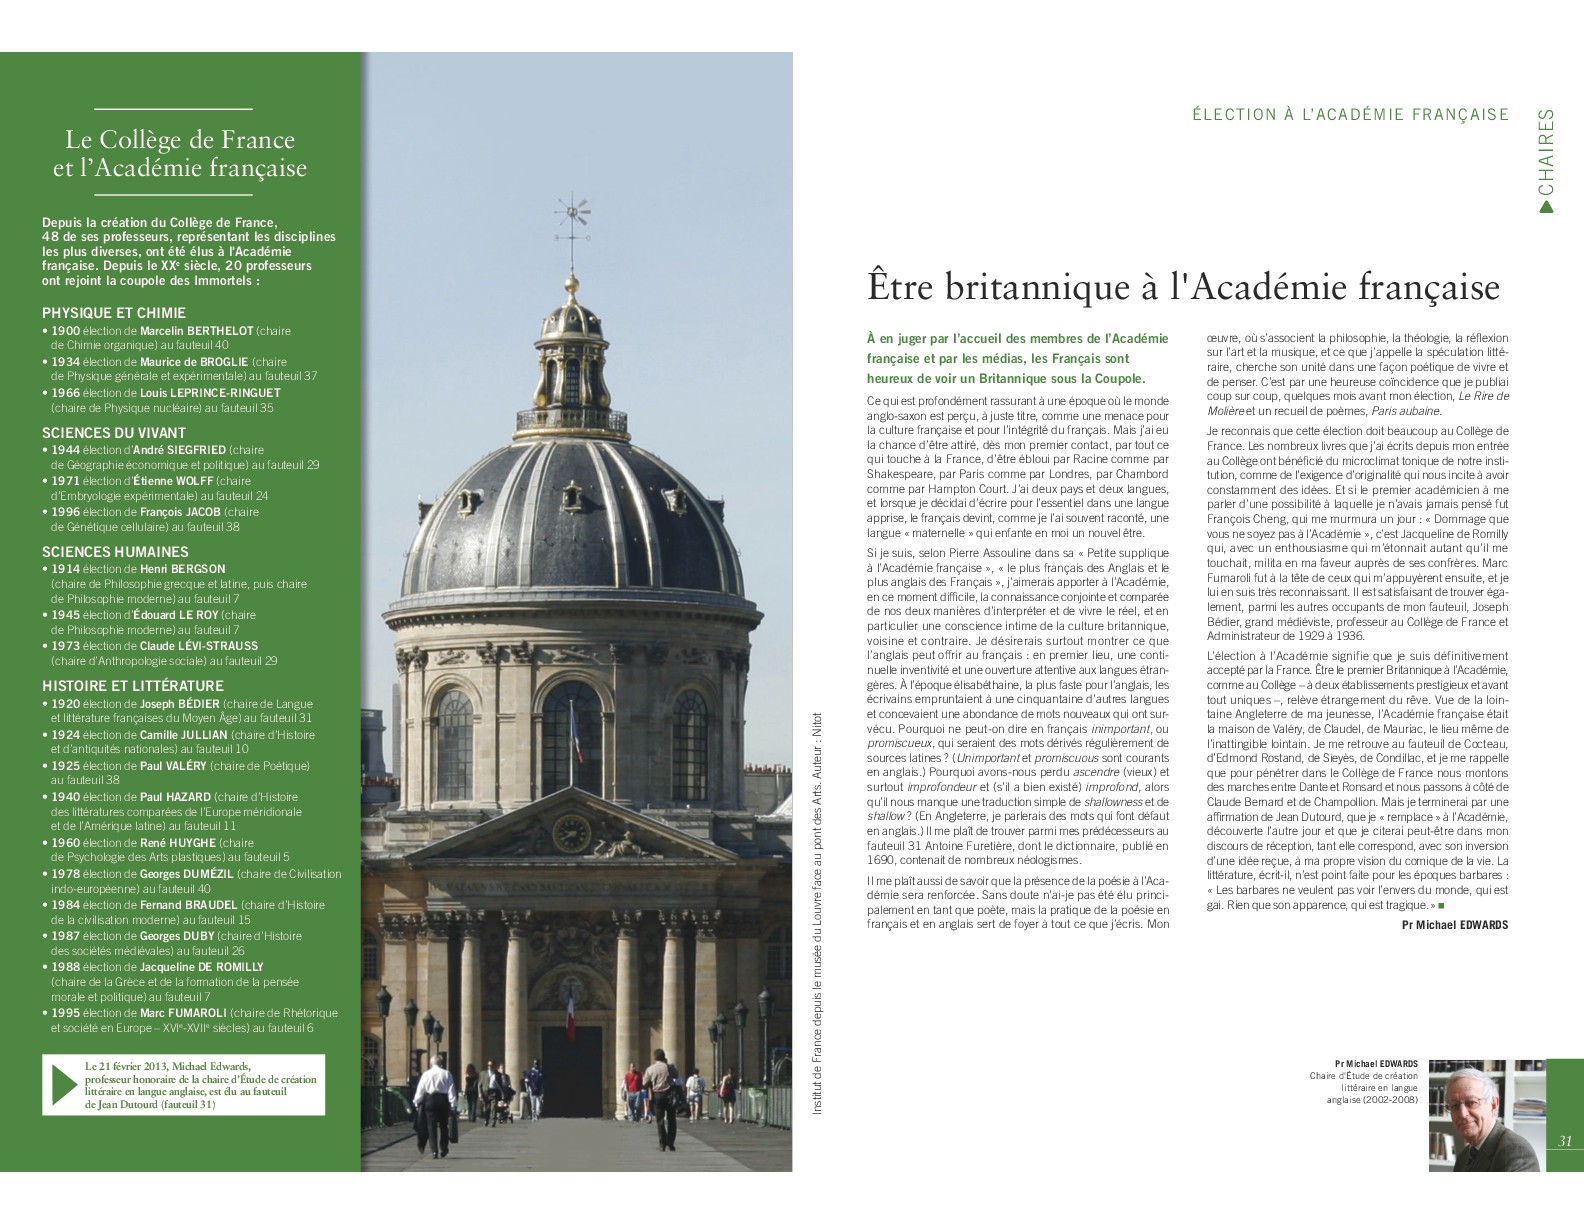 Le Collège de France
et l’Académie française
Depuis la création du Collège de France,
48 de ses professeurs, représentant les disciplines
les plus diverses, ont été élus à l'Académie
française. Depuis le XXe siècle, 20 professeurs
ont rejoint la coupole des Immortels :
PHYSIQUE ET CHIMIE
• 1900 élection de Marcelin BERTHELOT (chaire
de Chimie organique) au fauteuil 40
• 1934 élection de Maurice de BROGLIE (chaire
de Physique générale et expérimentale) au fauteuil 37
• 1966 élection de Louis LEPRINCE-RINGUET
(chaire de Physique nucléaire) au fauteuil 35
SCIENCES DU VIVANT
• 1944 élection d'André SIEGFRIED (chaire
de Géographie économique et politique) au fauteuil 29
• 1971 élection d'Étienne WOLFF (chaire
d'Embryologie expérimentale) au fauteuil 24
• 1996 élection de François JACOB (chaire
de Génétique cellulaire) au fauteuil 38
SCIENCES HUMAINES
• 1914 élection de Henri BERGSON
(chaire de Philosophie grecque et latine, puis chaire
de Philosophie moderne) au fauteuil 7
• 1945 élection d'Édouard LE ROY (chaire
de Philosophie moderne) au fauteuil 7
• 1973 élection de Claude LÉVI-STRAUSS
(chaire d'Anthropologie sociale) au fauteuil 29
HISTOIRE ET LITTÉRATURE
• 1920 élection de Joseph BÉDIER (chaire de Langue
et littérature françaises du Moyen Âge) au fauteuil 31
• 1924 élection de Camille JULLIAN (chaire d'Histoire
et d'antiquités nationales) au fauteuil 10
• 1925 élection de Paul VALÉRY (chaire de Poétique)
au fauteuil 38
• 1940 élection de Paul HAZARD (chaire d'Histoire
des littératures comparées de l'Europe méridionale
et de l'Amérique latine) au fauteuil 11
• 1960 élection de René HUYGHE (chaire
de Psychologie des Arts plastiques) au fauteuil 5
• 1978 élection de Georges DUMÉZIL (chaire de Civilisation
indo-européenne) au fauteuil 40
• 1984 élection de Fernand BRAUDEL (chaire d'Histoire
de la civilisation moderne) au fauteuil 15
• 1987 élection de Georges DUBY (chaire d'Histoire
des sociétés médiévales) au fauteuil 26
• 1988 élection de Jacqueline DE ROMILLY
(chaire de la Grèce et de la formation de la pensée
morale et politique) au fauteuil 7
• 1995 élection de Marc FUMAROLI (chaire de Rhétorique
et société en Europe – XVIe-XVIIe siècles) au fauteuil 6
Le 21 février 2013, Michael Edwards,
professeur honoraire de la chaire d'Étude de création
littéraire en langue anglaise, est élu au fauteuil
de Jean Dutourd (fauteuil 31)
Institut de France depuis le musée du Louvre face au pont des Arts. Auteur : Nitot
ÉLECTION À L'ACADÉMIE FRANÇAISE
CHAIRES
Être britannique à l'Académie française
À en juger par l'accueil des membres de l'Académie
française et par les médias, les Français sont
heureux de voir un Britannique sous la Coupole.
Ce qui est profondément rassurant à une époque où le monde
anglo-saxon est perçu, à juste titre, comme une menace pour
la culture française et pour l'intégrité du français. Mais j'ai eu
la chance d'être attiré, dès mon premier contact, par tout ce
qui touche à la France, d'être ébloui par Racine comme par
Shakespeare, par Paris comme par Londres, par Chambord
comme par Hampton Court. J'ai deux pays et deux langues,
et lorsque je décidai d'écrire pour l'essentiel dans une langue
apprise, le français devint, comme je l'ai souvent raconté, une
langue « maternelle » qui enfante en moi un nouvel être.
Si je suis, selon Pierre Assouline dans sa « Petite supplique
à l'Académie française », « le plus français des Anglais et le
plus anglais des Français », j'aimerais apporter à l'Académie,
en ce moment difficile, la connaissance conjointe et comparée
de nos deux manières d'interpréter et de vivre le réel, et en
particulier une conscience intime de la culture britannique,
voisine et contraire. Je désirerais surtout montrer ce que
l'anglais peut offrir au français : en premier lieu, une conti-
nuelle inventivité et une ouverture attentive aux langues étran-
gères. À l'époque élisabéthaine, la plus faste pour l'anglais, les
écrivains empruntaient à une cinquantaine d'autres langues
et concevaient une abondance de mots nouveaux qui ont sur-
vécu. Pourquoi ne peut-on dire en français inimportant, ou
promiscueux, qui seraient des mots dérivés régulièrement de
sources latines ? (Unimportant et promiscuous sont courants
en anglais.) Pourquoi avons-nous perdu ascendre (vieux) et
surtout improfondeur et (s'il a bien existé) improfond, alors
qu'il nous manque une traduction simple de shallowness et de
shallow ? (En Angleterre, je parlerais des mots qui font défaut
en anglais.) Il me plaît de trouver parmi mes prédécesseurs au
fauteuil 31 Antoine Furetière, dont le dictionnaire, publié en
1690, contenait de nombreux néologismes.
Il me plaît aussi de savoir que la présence de la poésie à l'Aca-
démie sera renforcée. Sans doute n'ai-je pas été élu princi-
palement en tant que poète, mais la pratique de la poésie en
français et en anglais sert de foyer à tout ce que j'écris. Mon
œuvre, où s'associent la philosophie, la théologie, la réflexion
sur l'art et la musique, et ce que j'appelle la spéculation litté-
raire, cherche son unité dans une façon poétique de vivre et
de penser. C'est par une heureuse coïncidence que je publiai
coup sur coup, quelques mois avant mon élection, Le Rire de
Molière et un recueil de poèmes, Paris aubaine.
Je reconnais que cette élection doit beaucoup au Collège de
France. Les nombreux livres que j'ai écrits depuis mon entrée
au Collège ont bénéficié du microclimat tonique de notre insti-
tution, comme de l'exigence d'originalité qui nous incite à avoir
constamment des idées. Et si le premier académicien à me
parler d'une possibilité à laquelle je n'avais jamais pensé fut
François Cheng, qui me murmura un jour : « Dommage que
vous ne soyez pas à l'Académie », c'est Jacqueline de Romilly
qui, avec un enthousiasme qui m'étonnait autant qu'il me
touchait, milita en ma faveur auprès de ses confrères. Marc
Fumaroli fut à la tête de ceux qui m'appuyèrent ensuite, et je
lui en suis très reconnaissant. Il est satisfaisant de trouver éga-
lement, parmi les autres occupants de mon fauteuil, Joseph
Bédier, grand médiéviste, professeur au Collège de France et
Administrateur de 1929 à 1936.
L'élection à l'Académie signifie que je suis définitivement
accepté par la France. Être le premier Britannique à l'Académie,
comme au Collège – à deux établissements prestigieux et avant
tout uniques –, relève étrangement du rêve. Vue de la loin-
taine Angleterre de ma jeunesse, l'Académie française était
la maison de Valéry, de Claudel, de Mauriac, le lieu même de
l'inattingible lointain. Je me retrouve au fauteuil de Cocteau,
d'Edmond Rostand, de Sieyès, de Condillac, et je me rappelle
que pour pénétrer dans le Collège de France nous montons
des marches entre Dante et Ronsard et nous passons à côté de
Claude Bernard et de Champollion. Mais je terminerai par une
affirmation de Jean Dutourd, que je « remplace » à l'Académie,
découverte l'autre jour et que je citerai peut-être dans mon
discours de réception, tant elle correspond, avec son inversion
d'une idée reçue, à ma propre vision du comique de la vie. La
littérature, écrit-il, n'est point faite pour les époques barbares :
« Les barbares ne veulent pas voir l'envers du monde, qui est
gai. Rien que son apparence, qui est tragique. » ■
Pr Michael EDWARDS
Pr Michael EDWARDS
Chaire d'Étude de création
littéraire en langue
anglaise (2002-2008)
31